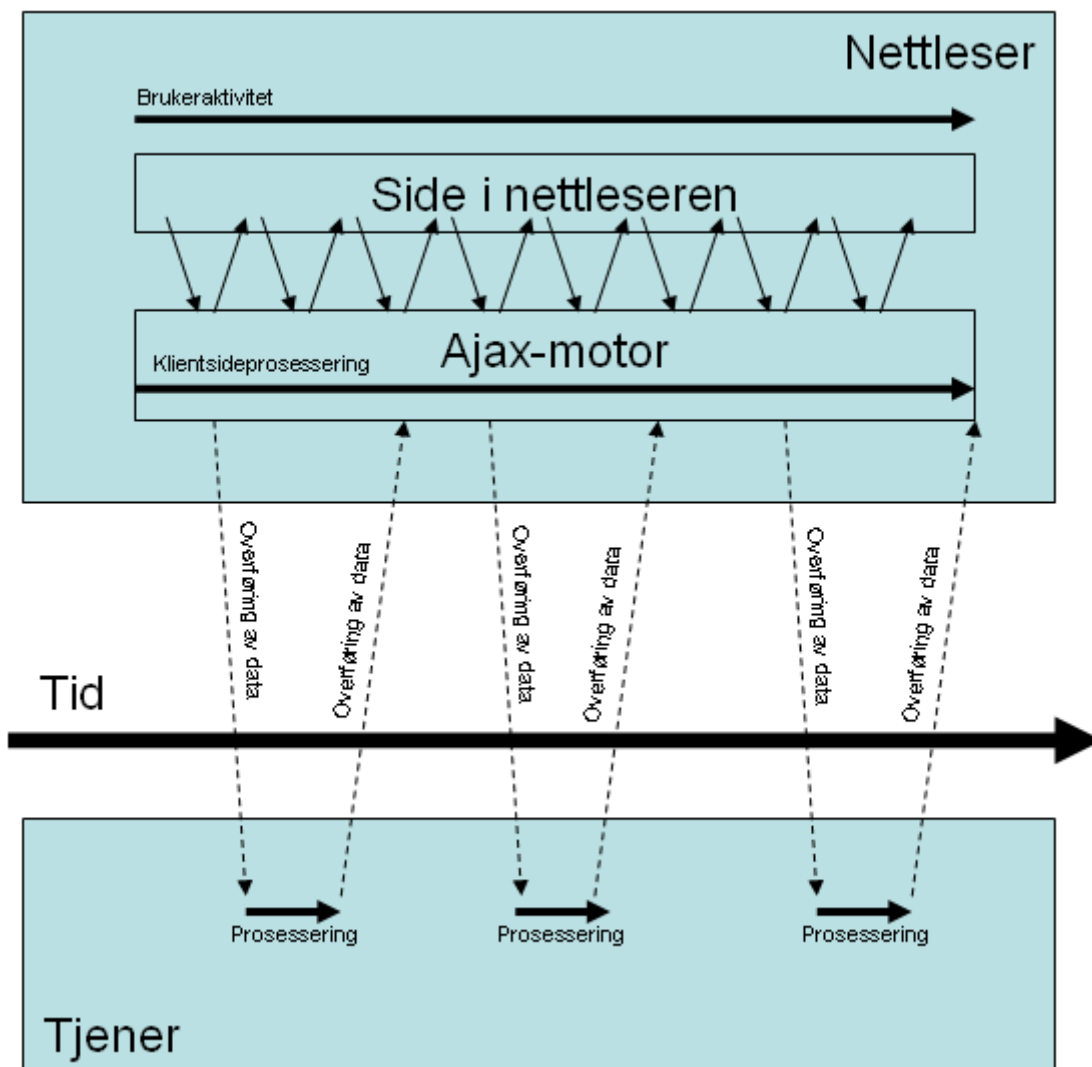 Nettleser
Brukeraktivitet
Side i nettleseren
Ajax-motor
Klientsideprosessering
Overføring av data
Overføring av data
Overføring av data
Overføring av data
Overføring av data
Overføring av data
Tid
Prosessering
Prosessering
Prosessering
Tjener